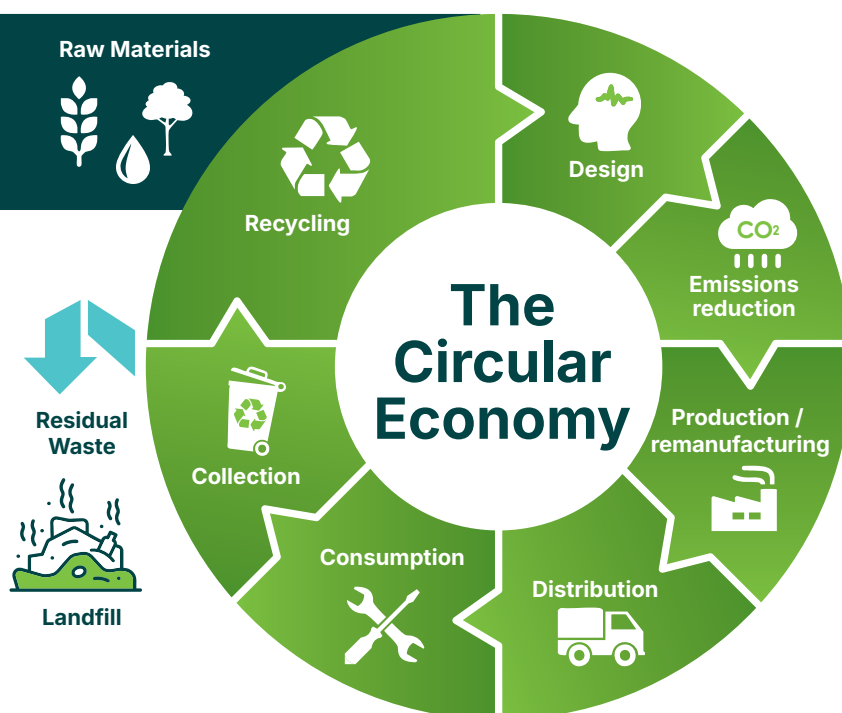 Raw Materials
Recycling
Design
CO2
Emissions
reduction
The
Circular
Economy
Production /
remanufacturing
Distribution
Consumption
Collection
Residual
Waste
Landfill